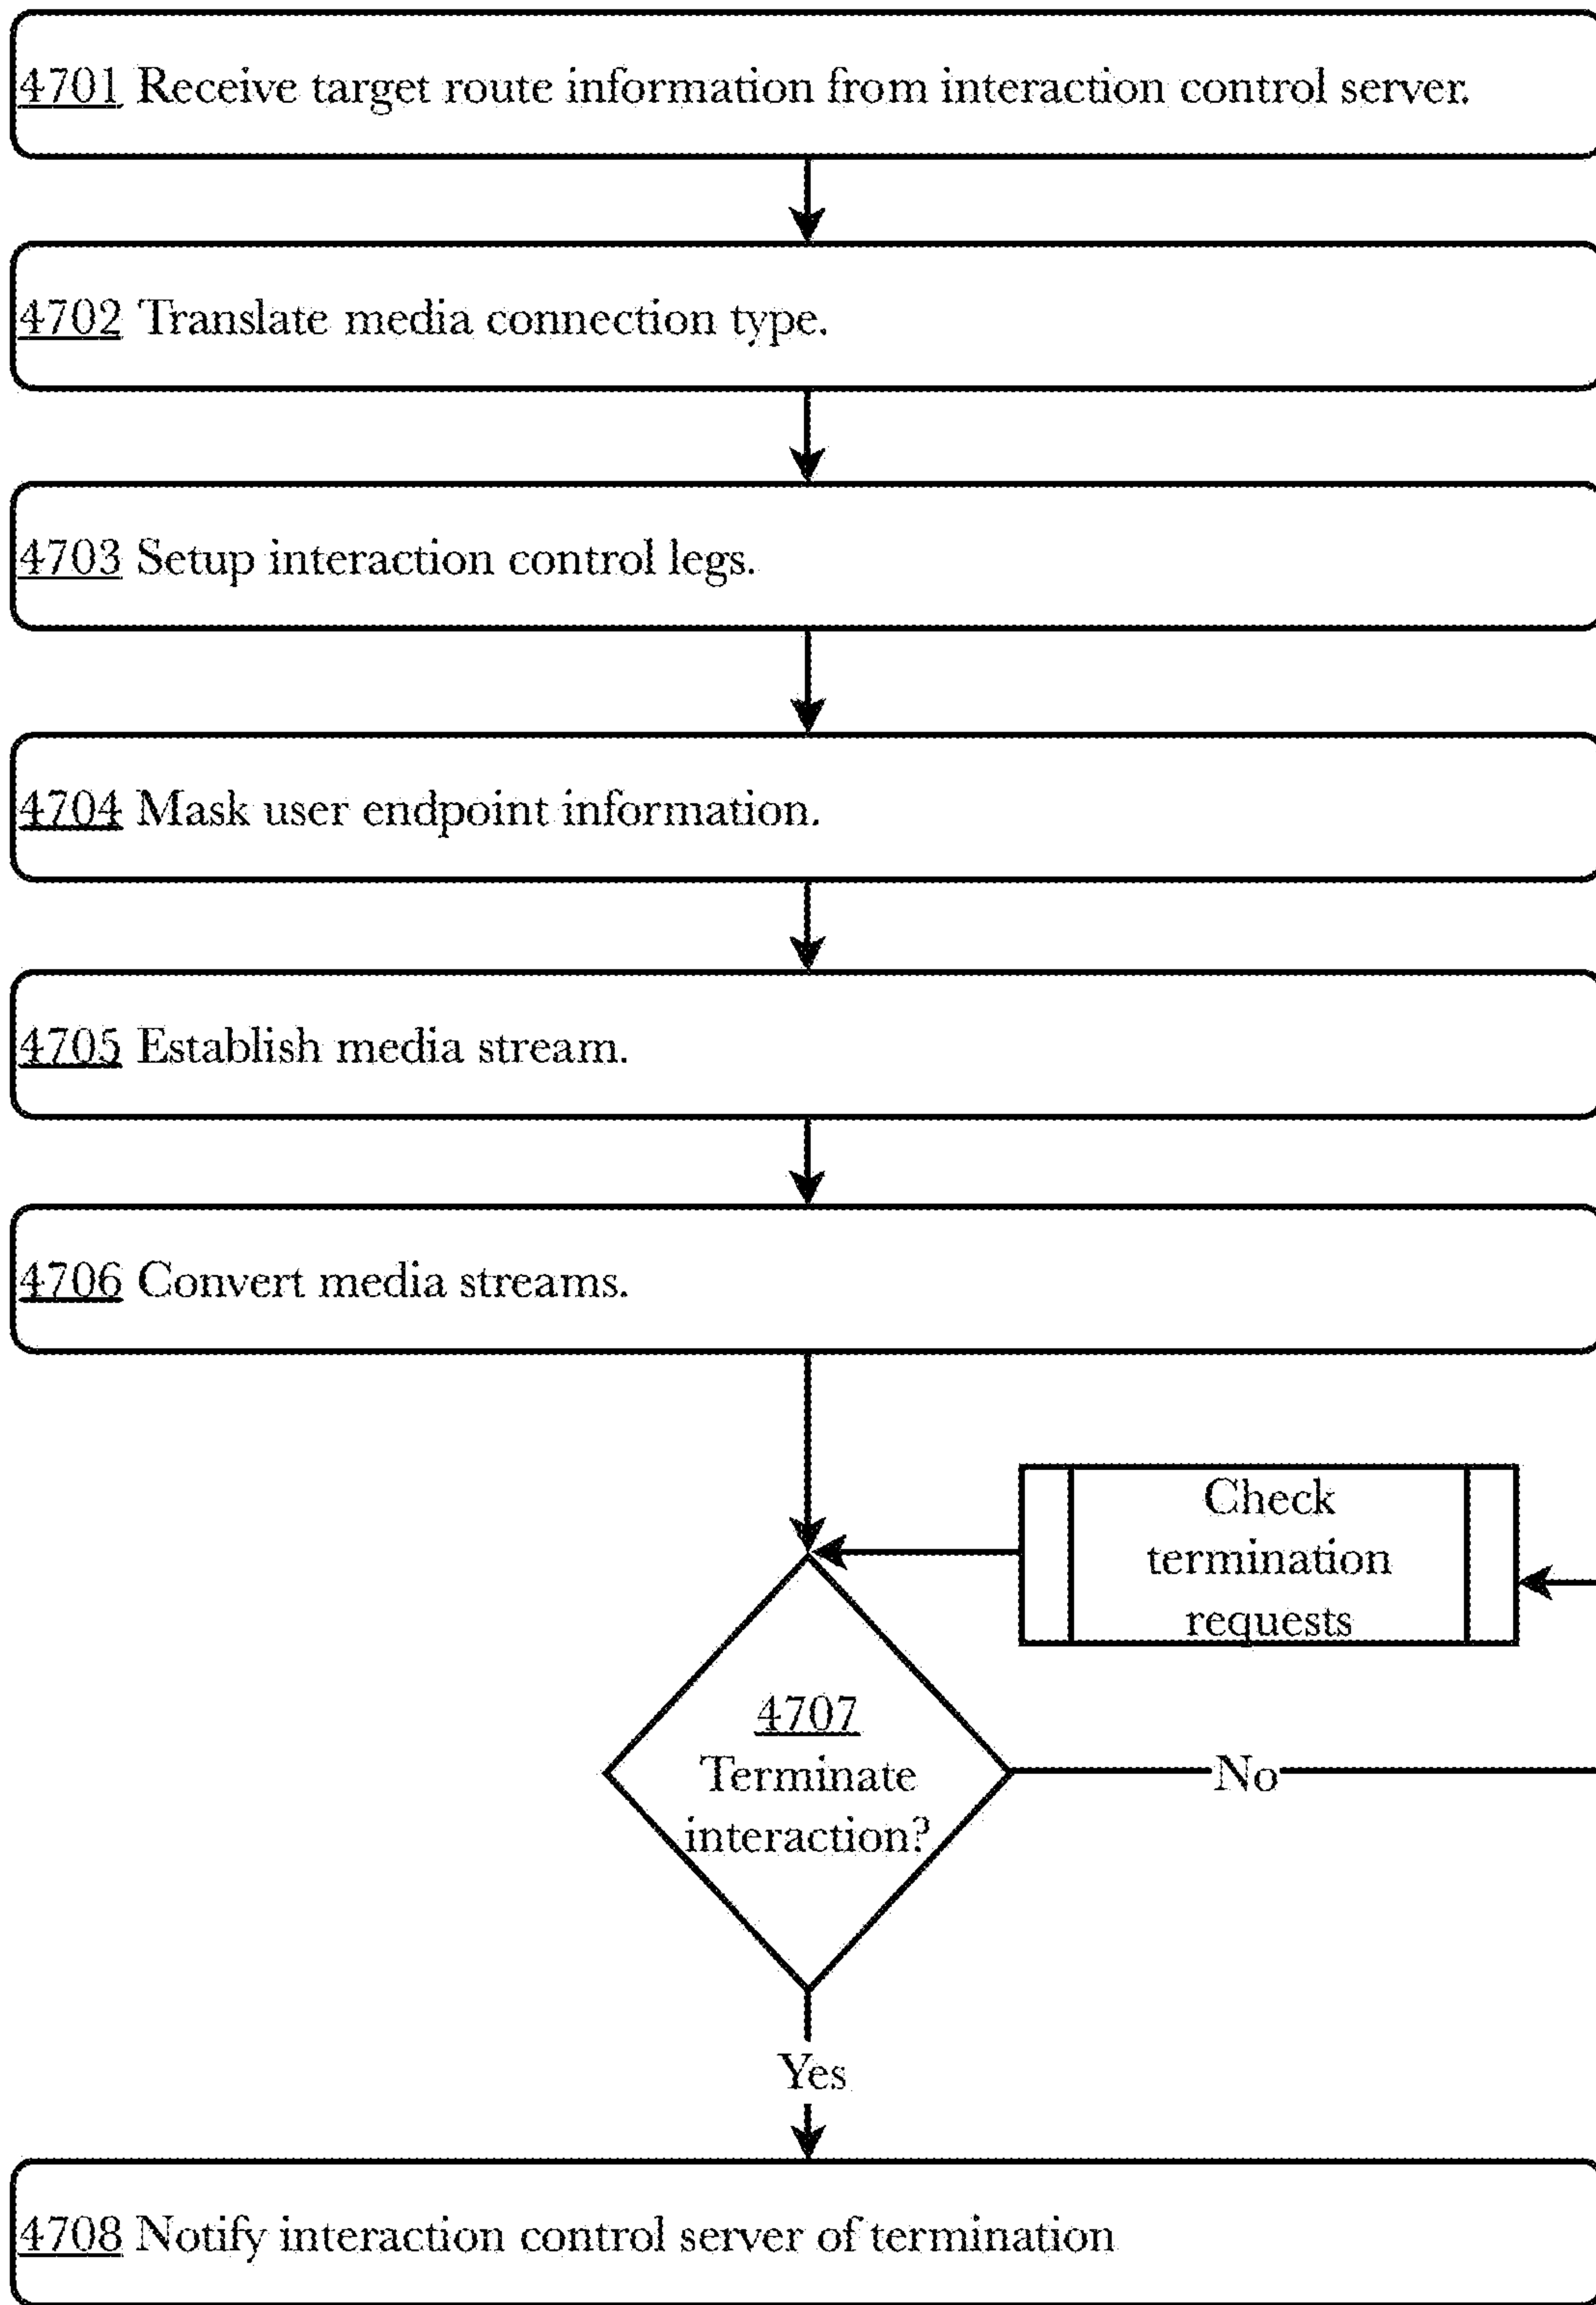 4701 Receive target route information from interaction control server.
4702 Translate media connection type.
4703 Setup interaction control legs.
4704 Mask user endpoint information.
4705 Establish media stream.
4706 Convert media streams.
Check
termination
requests
4707
Terminate
interaction?
No
Yes
4708 Notify interaction control server of termination